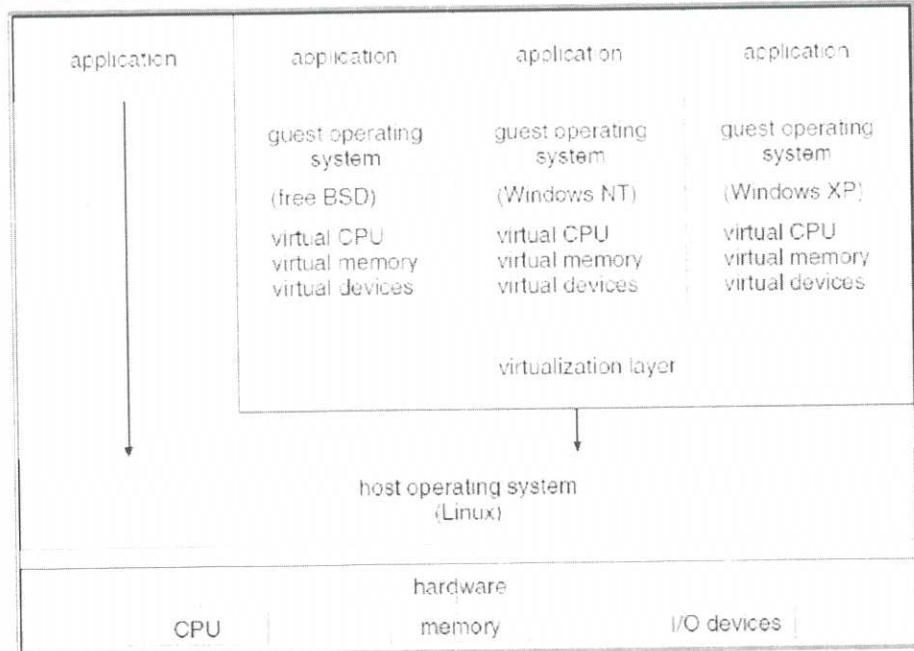 application
application
application
application
guest operating
system
(free BSD)
virtual CPU
virtual memory
virtual devices
guest operating
system
(Windows NT)
virtual CPU
virtual memory
virtual devices
guest operating
system
(Windows XP)
virtual CPU
virtual memory
virtual devices
virtualization layer
host operating system
(Linux)
hardware
CPU
memory
I/O devices